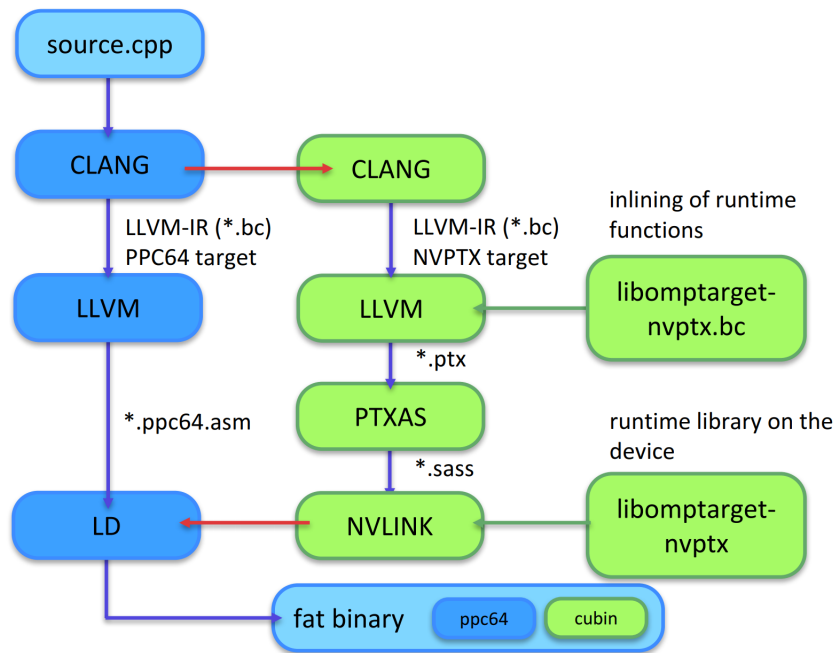 source.cpp
CLANG
CLANG
LLVM-IR (*.bc)
PPC64 target
LLVM-IR (*.bc)
NVPTX target
inlining of runtime
functions
LLVM
LLVM
libomptarget-
nvptx.bc
*.ptx
*.ppc64.asm
PTXAS
runtime library on the
device
*.sass
LD
NVLINK
libomptarget-
nvptx
fat binary
ppc64
cubin